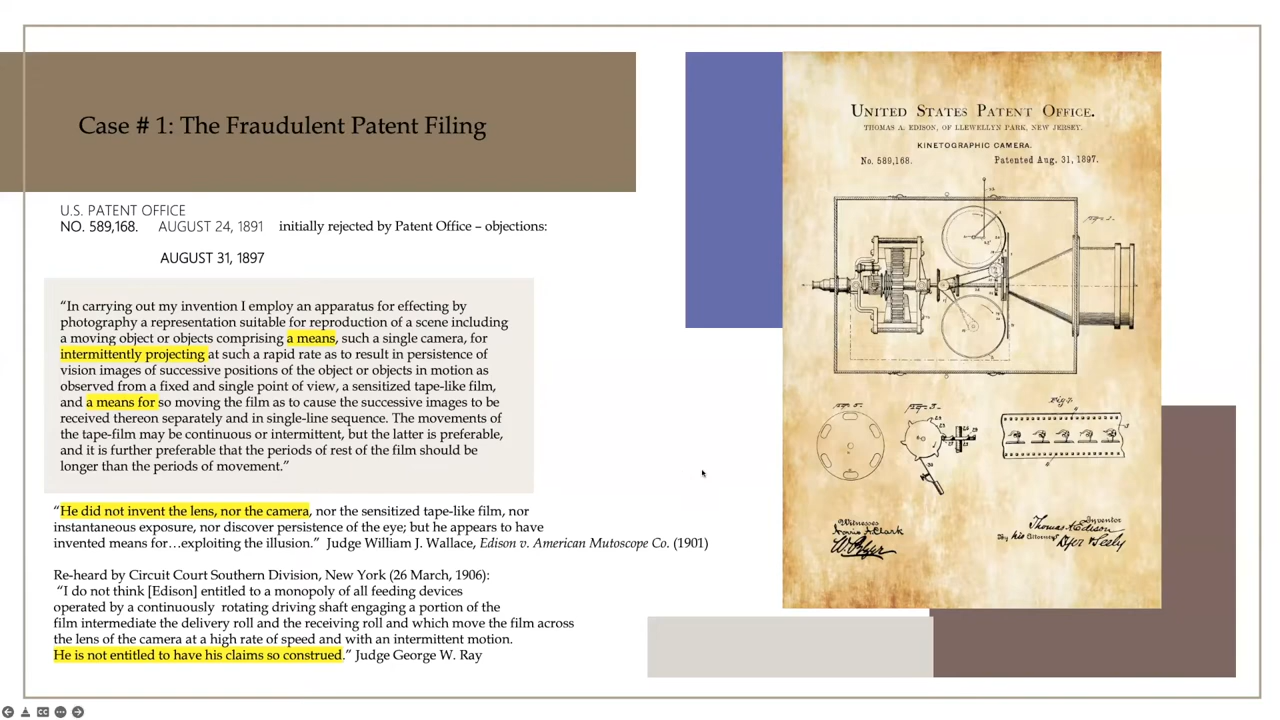 Case # 1: The Fraudulent Patent Filing
U.S. PATENT OFFICE
NO. 589,168. AUGUST 24, 1891 initially rejected by Patent Office – objections:
AUGUST 31, 1897
“In carrying out my invention I employ an apparatus for effecting by
photography a representation suitable for reproduction of a scene including
a moving object or objects comprising a means, such a single camera, for
intermittently projecting at such a rapid rate as to result in persistence of
vision images of successive positions of the object or objects in motion as
observed from a fixed and single point of view, a sensitized tape-like film,
and a means for so moving the film as to cause the successive images to be
received thereon separately and in single-line sequence. The movements of
the tape-film may be continuous or intermittent, but the latter is preferable,
and it is further preferable that the periods of rest of the film should be
longer than the periods of movement.”
“He did not invent the lens, nor the camera, nor the sensitized tape-like film, nor
instantaneous exposure, nor discover persistence of the eye; but he appears to have
invented means for…exploiting the illusion.” Judge William J. Wallace, Edison v. American Mutoscope Co. (1901)
Re-heard by Circuit Court Southern Division, New York (26 March, 1906):
“I do not think [Edison] entitled to a monopoly of all feeding devices
operated by a continuously rotating driving shaft engaging a portion of the
film intermediate the delivery roll and the receiving roll and which move the film across
the lens of the camera at a high rate of speed and with an intermittent motion.
He is not entitled to have his claims so construed.” Judge George W. Ray
UNITED STATES PATENT OFFICE.
THOMAS A. EDISON, OF LLEWELLYN PARK, NEW JERSEY.
KINETOGRAPHIC CAMERA.
No. 589,168. Patented Aug. 31, 1897.
Witnesses
Inventor
Thomas A Edison
By his Attorneys Dyer & Seely